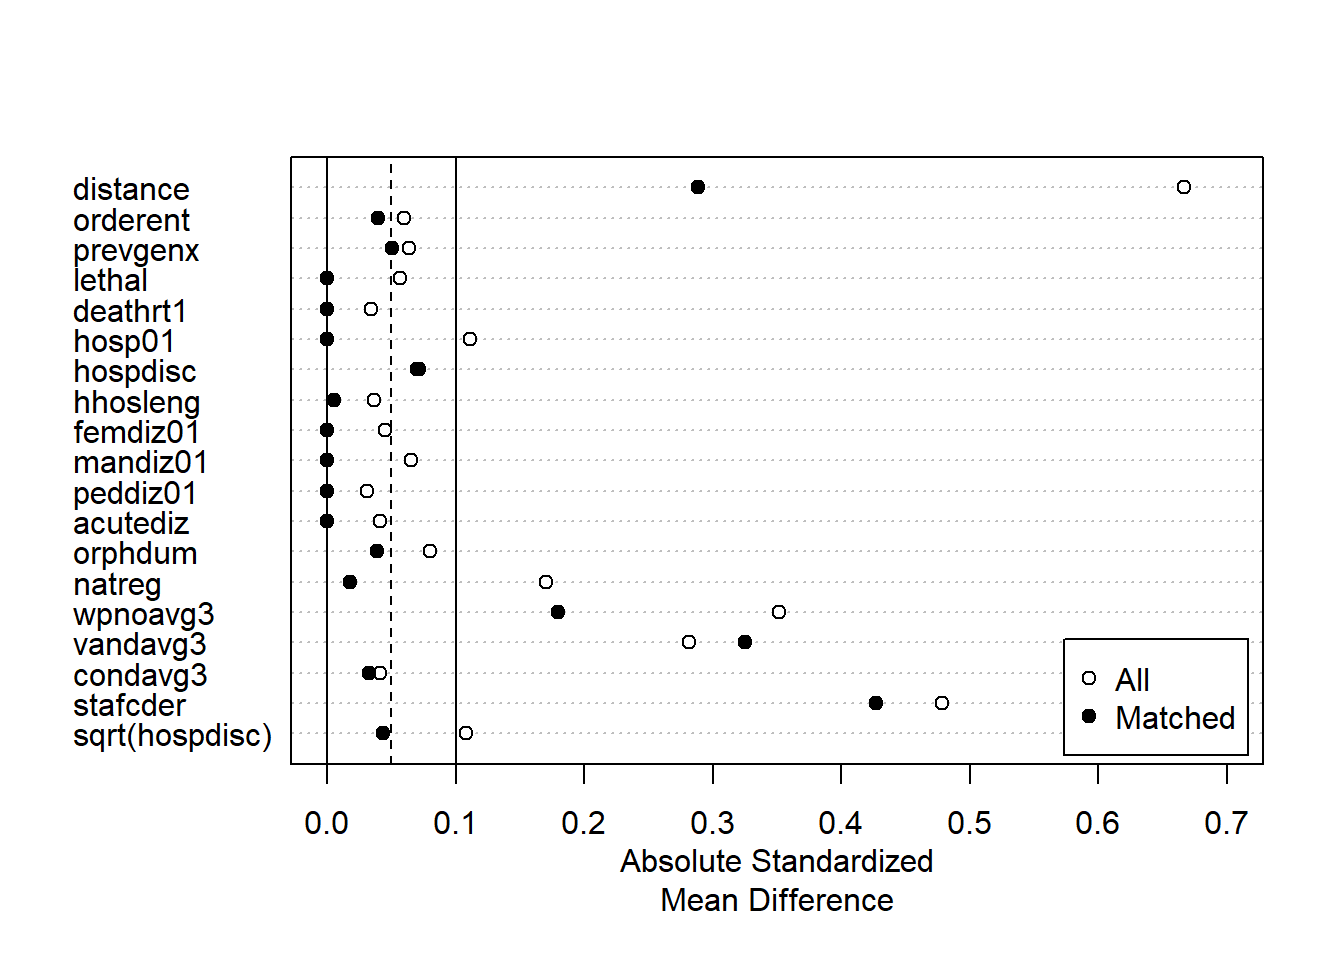 distance
orderent
prevgenx
lethal
deathrt1
hosp01
hospdisc
hhosleng
femdiz01
mandiz01
peddiz01
acutediz
orphdum
natreg
wpnoavg3
vandavg3
condavg3
stafcder
sqrt(hospdisc)
All
Matched
0.0 0.1 0.2 0.3 0.4 0.5 0.6 0.7
Absolute Standardized
Mean Difference